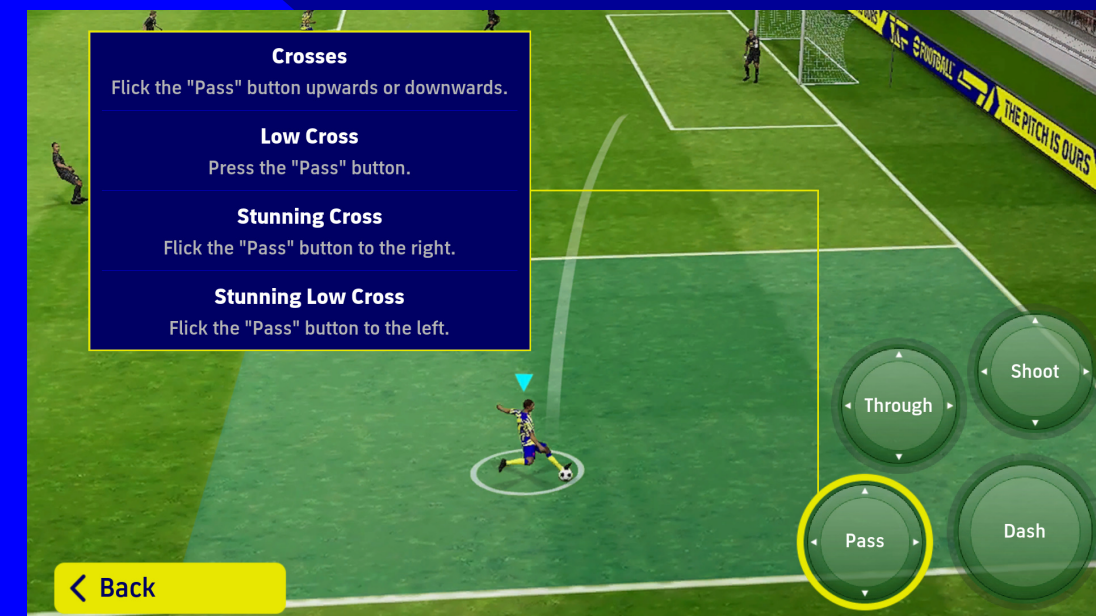 Crosses
Flick the "Pass" button upwards or downwards.
Low Cross
Press the "Pass" button.
Stunning Cross
Flick the "Pass" button to the right.
Stunning Low Cross
Flick the "Pass" button to the left.
eFOOTBALL
THE PITCH IS OURS
Shoot
Through
Pass
Dash
Back